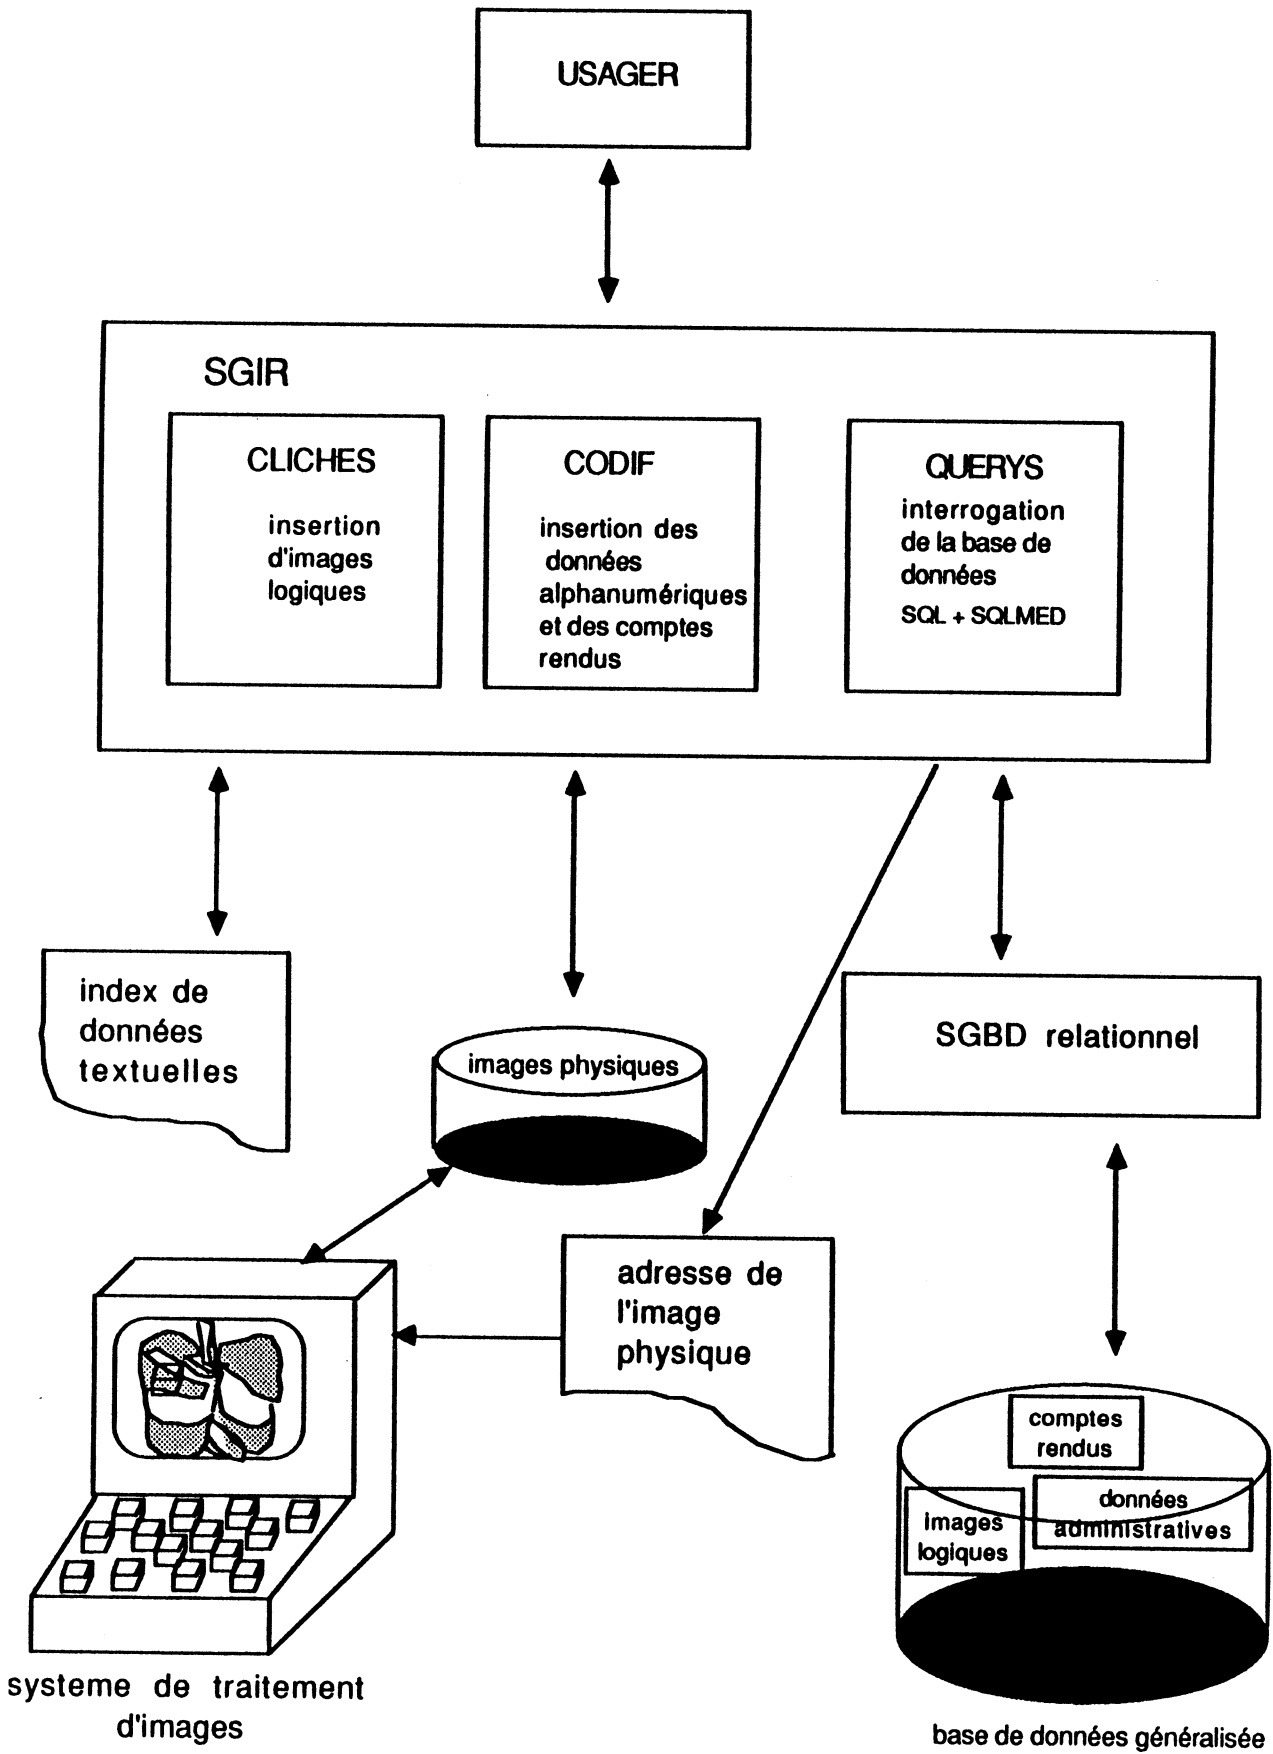 USAGER
SGIR
CLICHES
insertion
d'images
logiques
CODIF
insertion des
données
alphanumériques
et des comptes
rendus
QUERYS
interrogation
de la base de
données
SQL + SQLMED
index de
données
textuelles
images physiques
SGBD relationnel
adresse de
l'image
physique
comptes
rendus
données
administratives
images
logiques
systeme de traitement
d'images
base de données généralisée